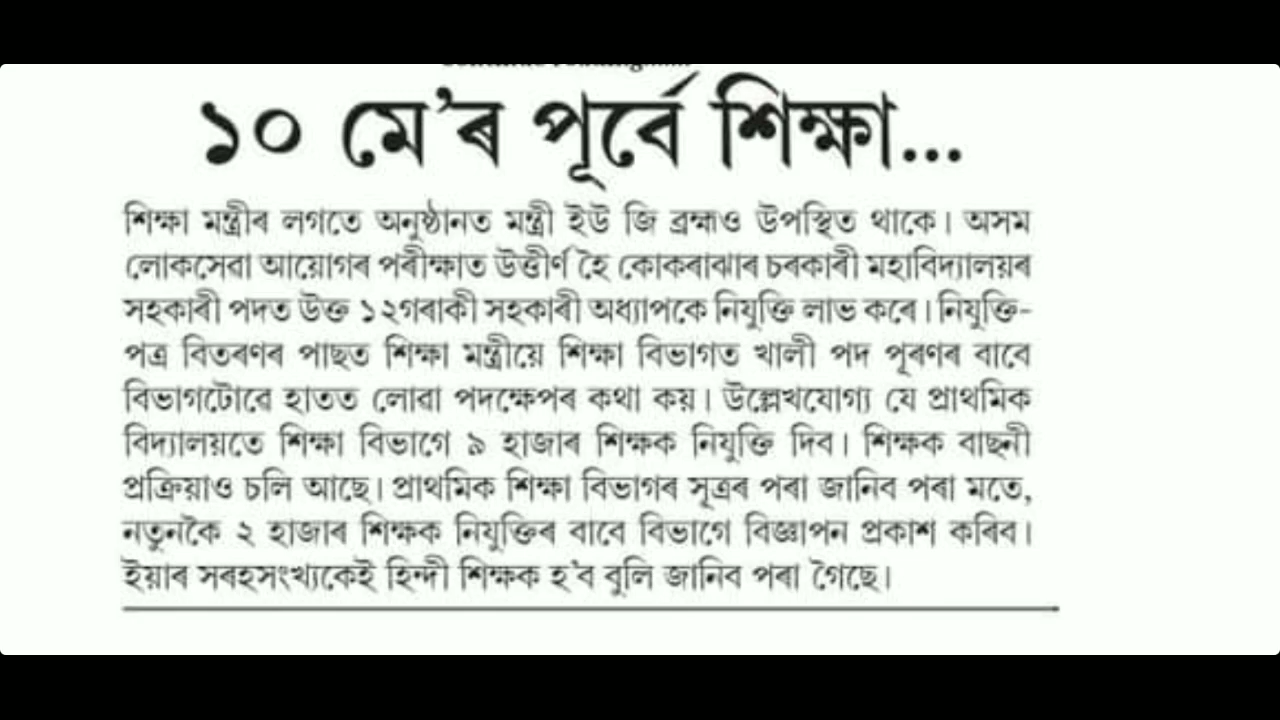 ১০ মে'ৰ পূৰ্বে শিক্ষা...
শিক্ষা মন্ত্ৰীৰ লগতে অনুষ্ঠানত মন্ত্ৰী ইউ জি ব্ৰহ্মও উপস্থিত থাকে। অসম
লোকসেৱা আয়োগৰ পৰীক্ষাত উত্তীৰ্ণ হৈ কোকৰাঝাৰ চৰকাৰী মহাবিদ্যালয়ৰ
সহকাৰী পদত উক্ত ১২গৰাকী সহকাৰী অধ্যাপকে নিযুক্তি লাভ কৰে। নিযুক্তি-
পত্ৰ বিতৰণৰ পাছত শিক্ষা মন্ত্ৰীয়ে শিক্ষা বিভাগত খালী পদ পূৰণৰ বাবে
বিভাগটোৱে হাতত লোৱা পদক্ষেপৰ কথা কয়। উল্লেখযোগ্য যে প্ৰাথমিক
বিদ্যালয়তে শিক্ষা বিভাগে ৯ হাজাৰ শিক্ষক নিযুক্তি দিব। শিক্ষক বাছনী
প্ৰক্ৰিয়াও চলি আছে। প্ৰাথমিক শিক্ষা বিভাগৰ সূত্ৰৰ পৰা জানিব পৰা মতে,
নতুনকৈ ২ হাজাৰ শিক্ষক নিযুক্তিৰ বাবে বিভাগে বিজ্ঞাপন প্ৰকাশ কৰিব।
ইয়াৰ সৰহসংখ্যকেই হিন্দী শিক্ষক হ'ব বুলি জানিব পৰা গৈছে।